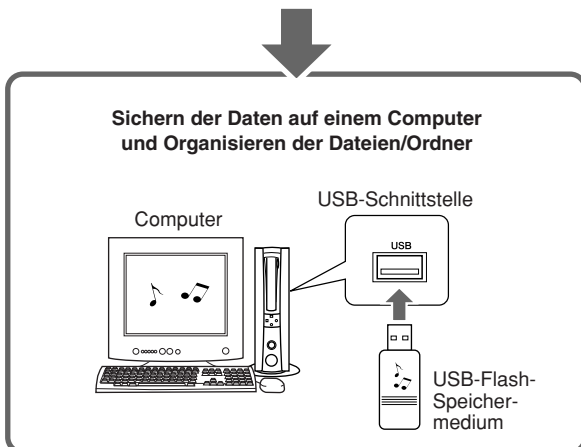 Sichern der Daten auf einem Computer
und Organisieren der Dateien/Ordner
USB-Schnittstelle
Computer
USB
USB-Flash-
Speicher-
medium